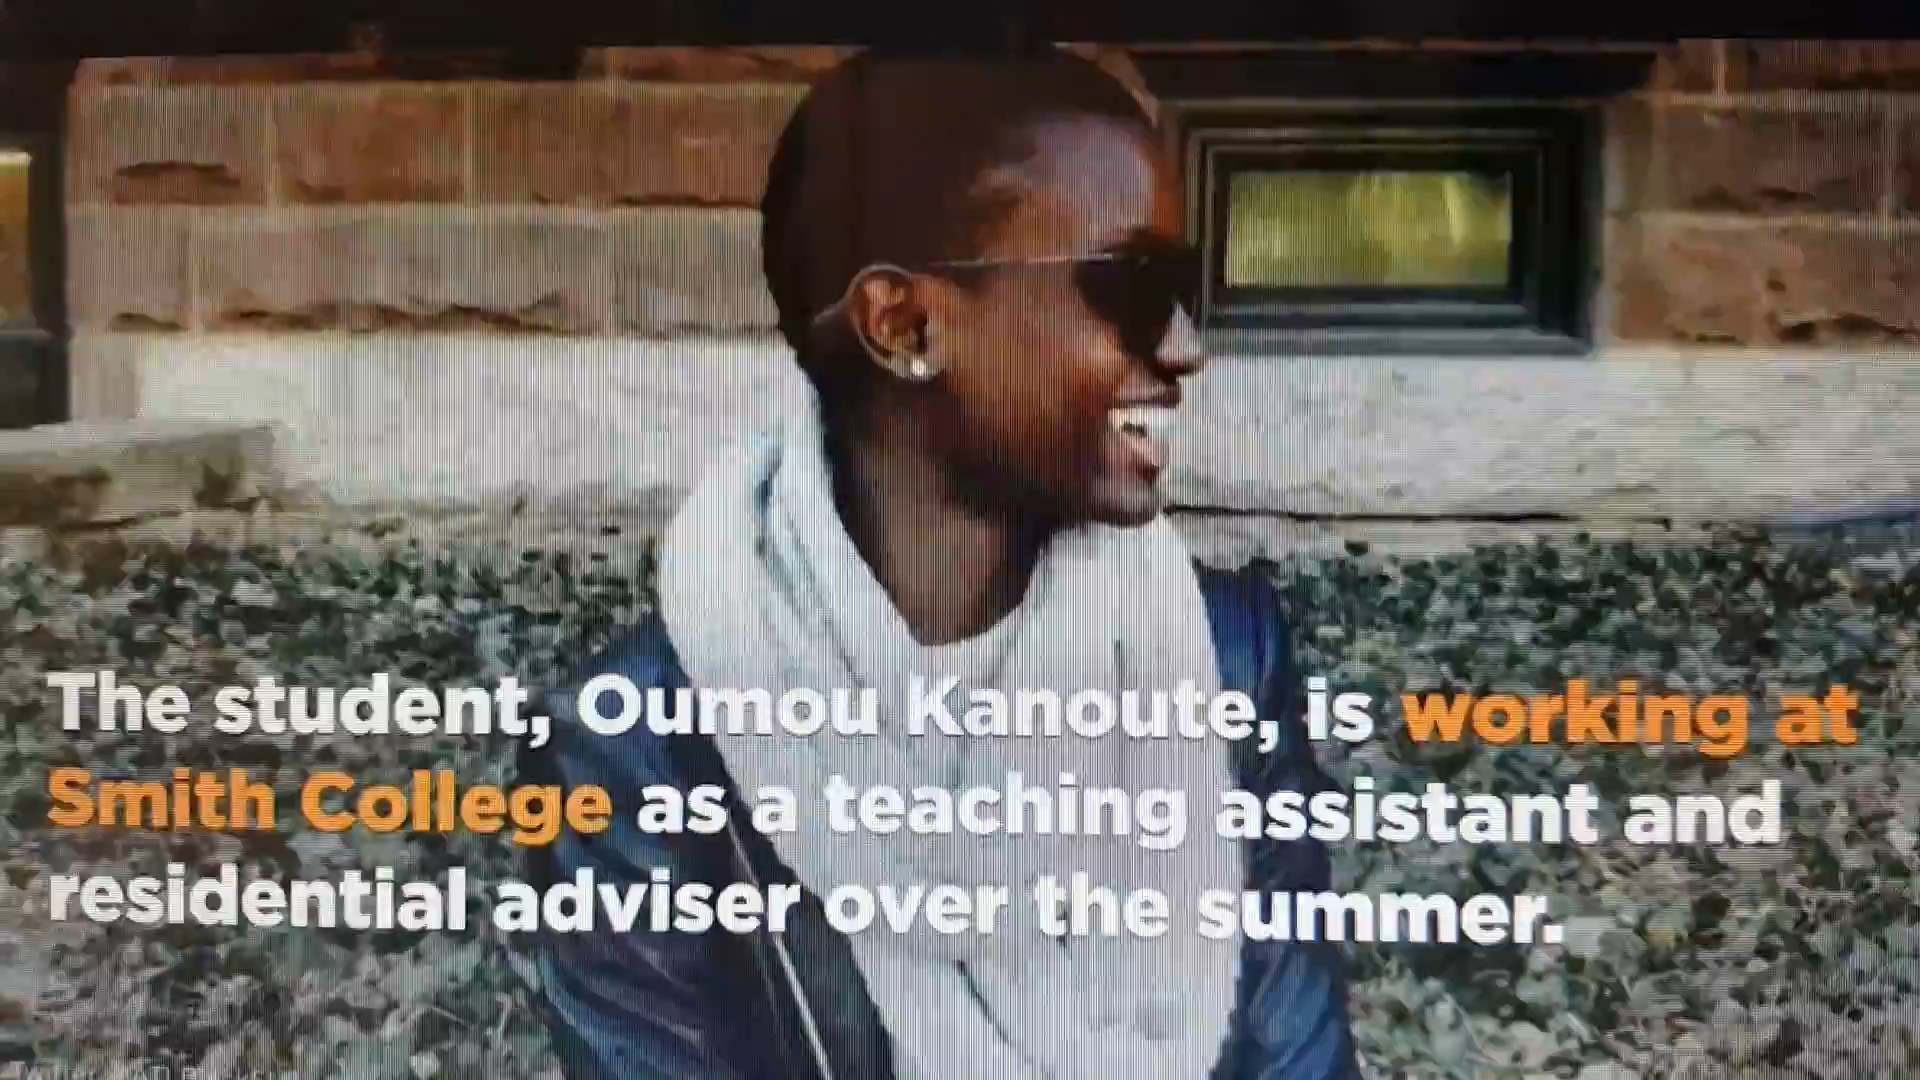 The student, Oumou Kanoute, is working at
Smith College as a teaching assistant and
residential adviser over the summer.